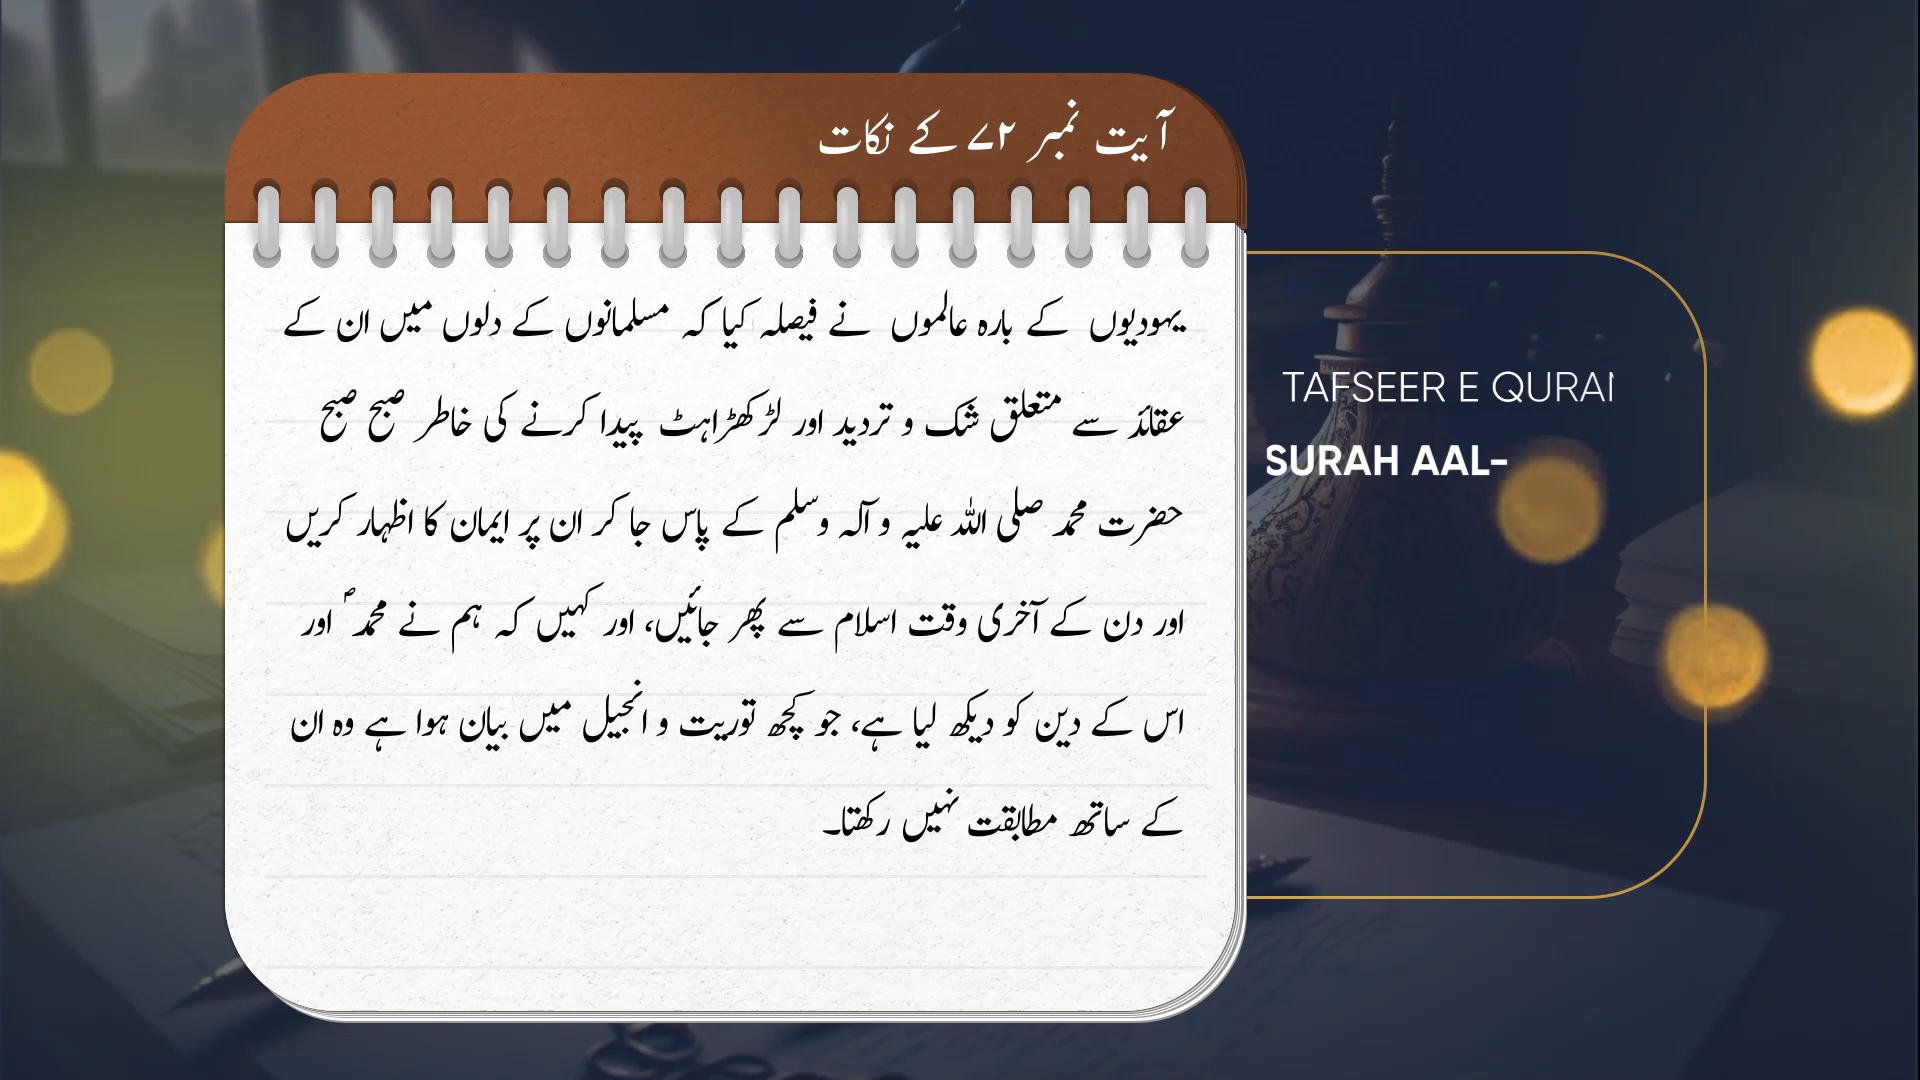 آیت نمبر ۷۲ کے نکات
یہودیوں کے بارہ عالموں نے فیصلہ کیا کہ مسلمانوں کے دلوں میں ان کے
عقائد سے متعلق شک و تردید اور لڑکھڑاہٹ پیدا کرنے کی خاطر صبح صبح
حضرت محمد صلی اللہ علیہ و آلہ وسلم کے پاس جا کر ان پر ایمان کا اظہار کریں
اور دن کے آخری وقت اسلام سے پھر جائیں، اور کہیں کہ ہم نے محمدؐ اور
اس کے دین کو دیکھ لیا ہے، جو کچھ توریت و انجیل میں بیان ہوا ہے وہ ان
کے ساتھ مطابقت نہیں رکھتا۔
TAFSEER E QURAN
SURAH AAL-